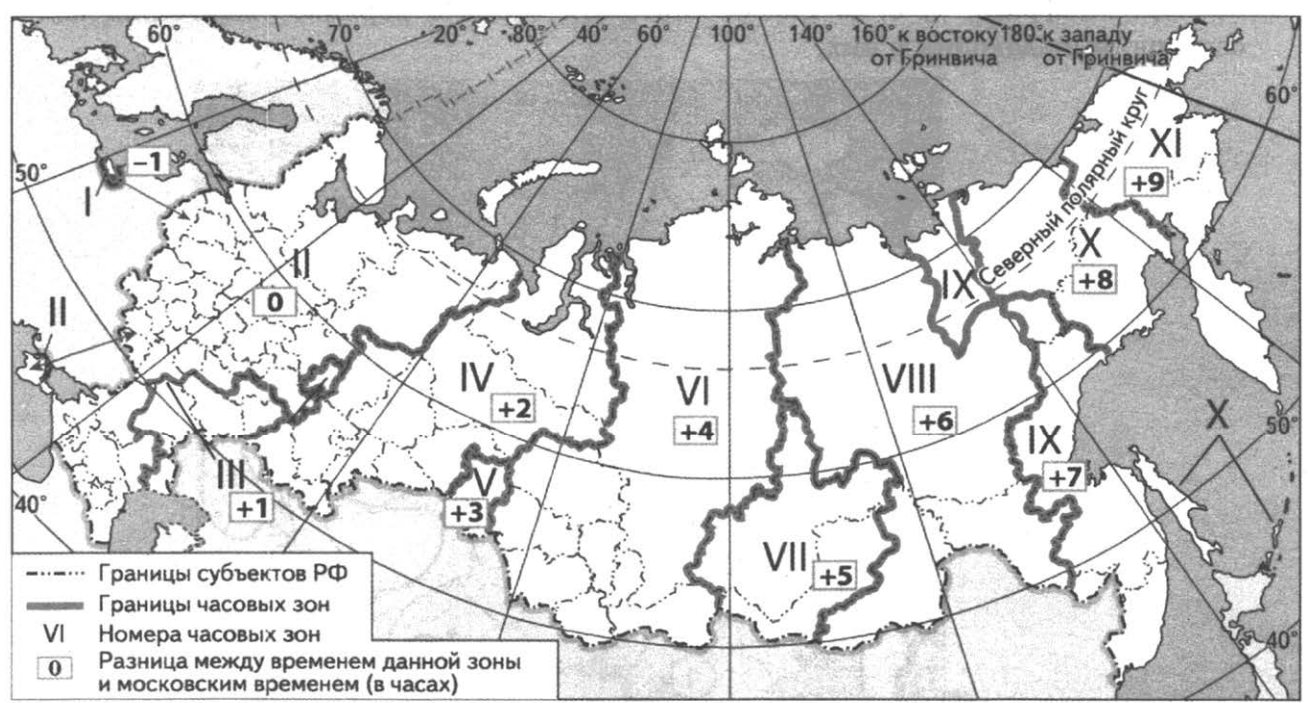 60° 70° 20° 80° 40° 60° 100° 140° 160° к востоку 180° к западу
от Гринвича от Гринвича
60°
Северный полярный круг
XI
+9
−1
50°
I
II
0
X
+8
IX
II
IV
+2
VI
+4
VIII
+6
X
50°
IX
+7
III
+1
V
+3
40°
VII
+5
40°
Границы субъектов РФ
Границы часовых зон
VI Номера часовых зон
0 Разница между временем данной зоны
и московским временем (в часах)